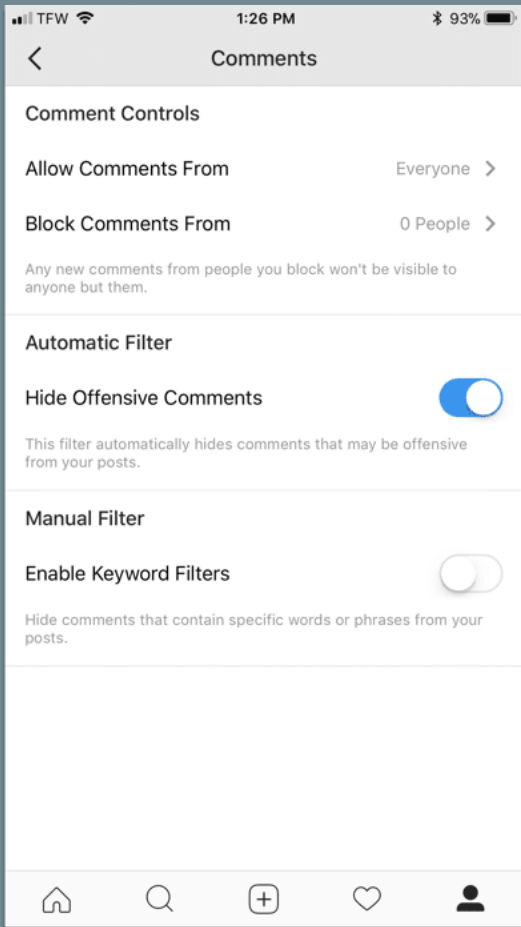 TFW 1:26 PM 93%
Comments
Comment Controls
Allow Comments From Everyone
Block Comments From 0 People
Any new comments from people you block won't be visible to
anyone but them.
Automatic Filter
Hide Offensive Comments
This filter automatically hides comments that may be offensive
from your posts.
Manual Filter
Enable Keyword Filters
Hide comments that contain specific words or phrases from your
posts.